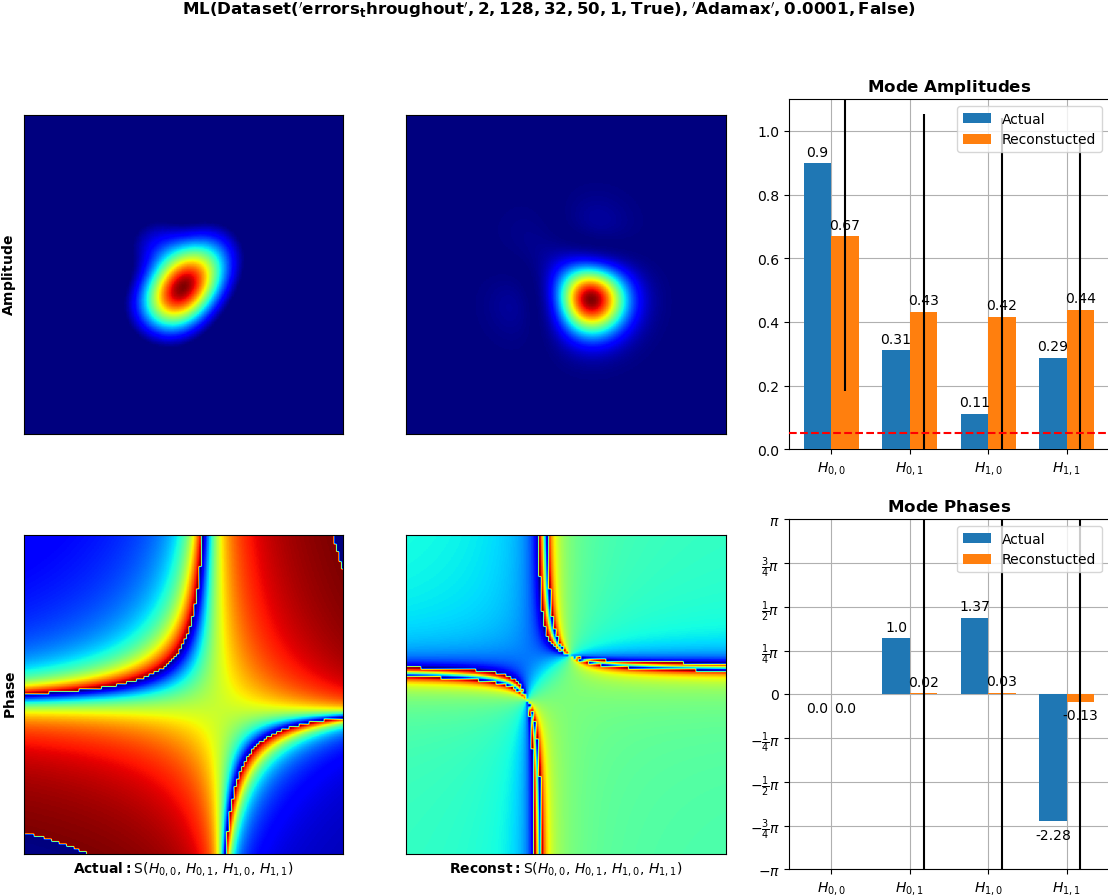 ML(Dataset('errors_throughout', 2, 128, 32, 50, 1, True), 'Adamax', 0.0001, False)
Amplitude
Mode Amplitudes
Actual
Reconstucted
1.0
0.8
0.6
0.4
0.2
0.0
0.9
0.67
0.31
0.43
0.11
0.42
0.29
0.44
H0,0
H0,1
H1,0
H1,1
Phase
Actual: S(H0,0, H0,1, H1,0, H1,1)
Reconst: S(H0,0, H0,1, H1,0, H1,1)
Mode Phases
Actual
Reconstucted
π
3/4π
1/2π
1/4π
0
−1/4π
−1/2π
−3/4π
−π
0.0
0.0
1.0
0.02
1.37
0.03
-2.28
-0.13
H0,0
H0,1
H1,0
H1,1